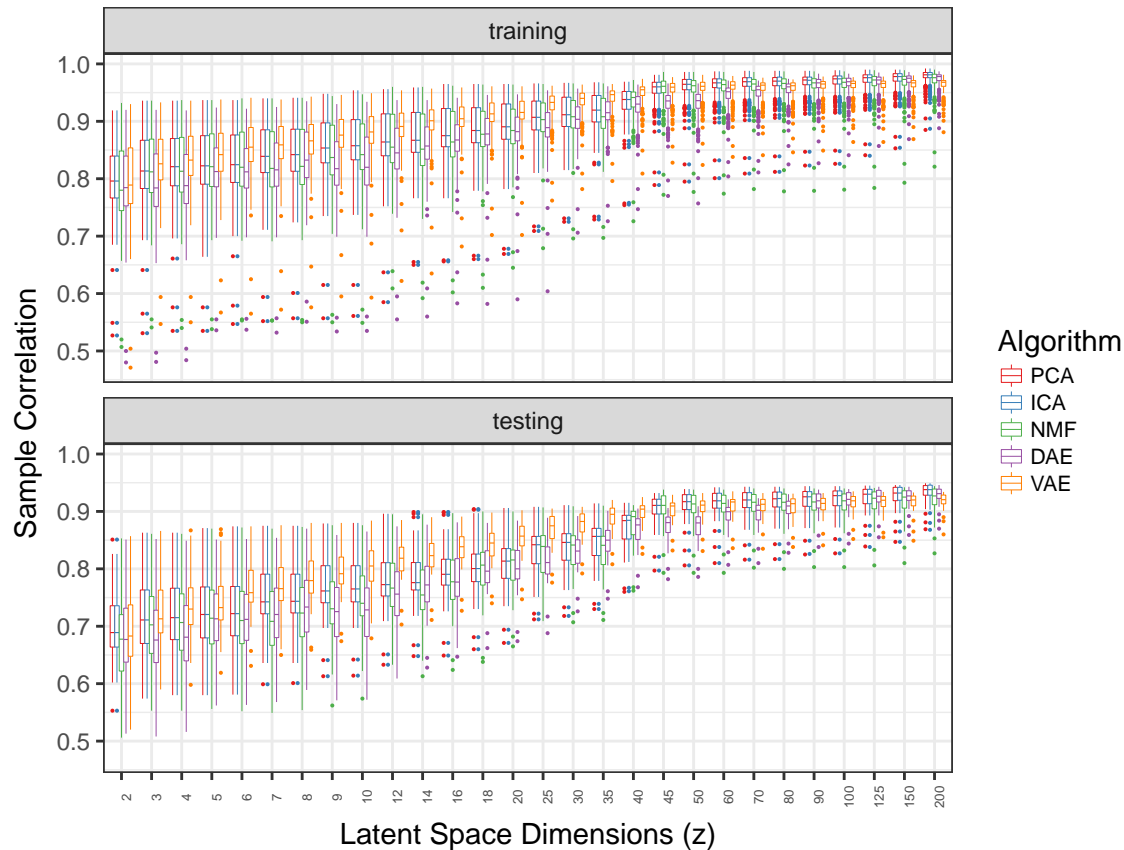 training
1.0
0.9
0.8
0.7
0.6
0.5
testing
1.0
0.9
0.8
0.7
0.6
0.5
Sample Correlation
2 3 4 5 6 7 8 9 10 12 14 16 18 20 25 30 35 40 45 50 60 70 80 90 100 125 150 200
Latent Space Dimensions (z)
Algorithm
PCA
ICA
NMF
DAE
VAE